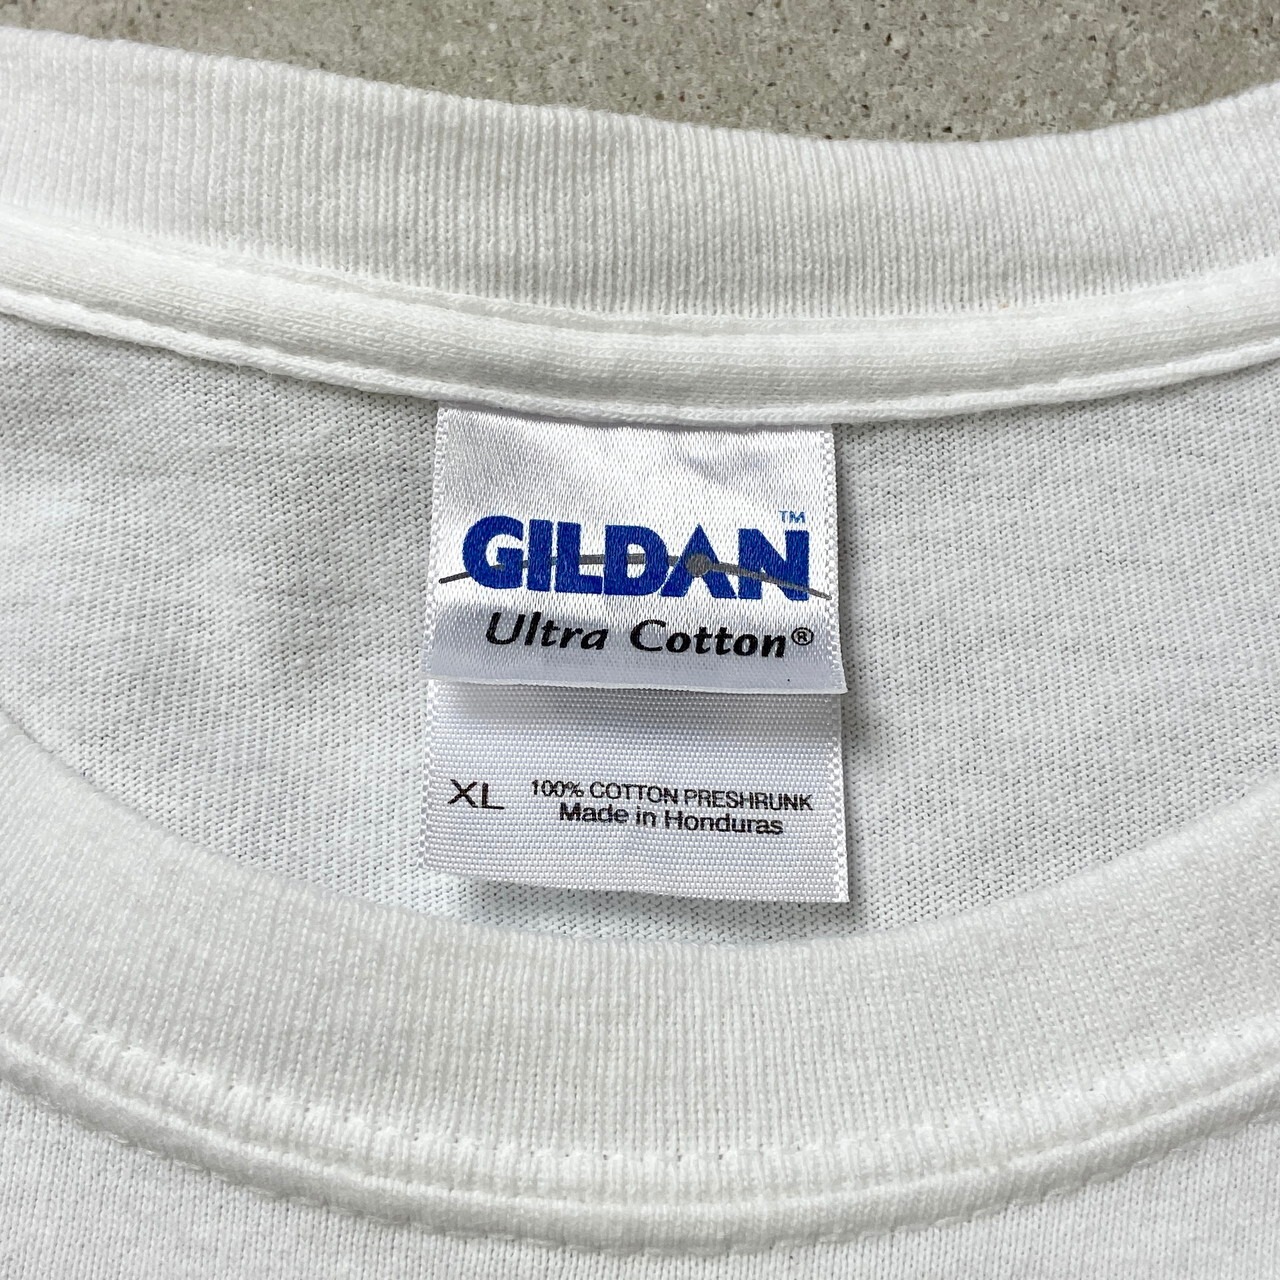 GILDAN™
Ultra Cotton®
XL 100% COTTON PRESHRUNK
Made in Honduras